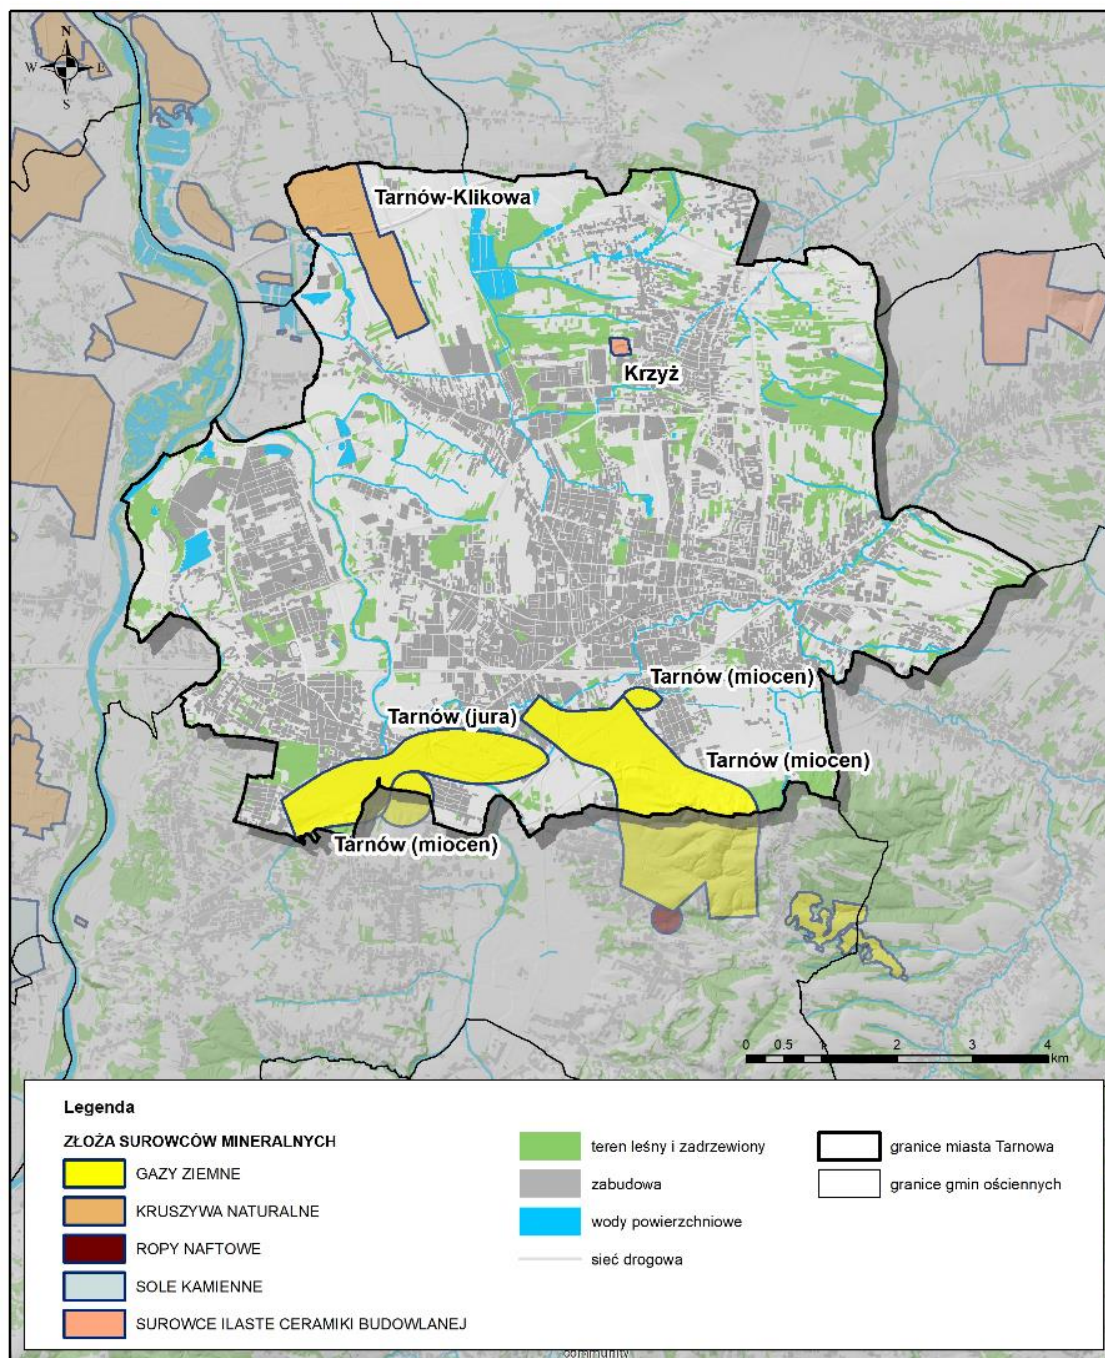 N
W E
S
Tarnów-Klikowa
Krzyż
Tarnów (miocen)
Tarnów (jura)
Tarnów (miocen)
Tarnów (miocen)
0 0.5 1 2 3 4
km
Legenda
ZŁOŻA SUROWCÓW MINERALNYCH
GAZY ZIEMNE
KRUSZYWA NATURALNE
ROPY NAFTOWE
SOLE KAMIENNE
SUROWCE ILASTE CERAMIKI BUDOWLANEJ
teren leśny i zadrzewiony
zabudowa
wody powierzchniowe
sieć drogowa
granice miasta Tarnowa
granice gmin ościennych
community